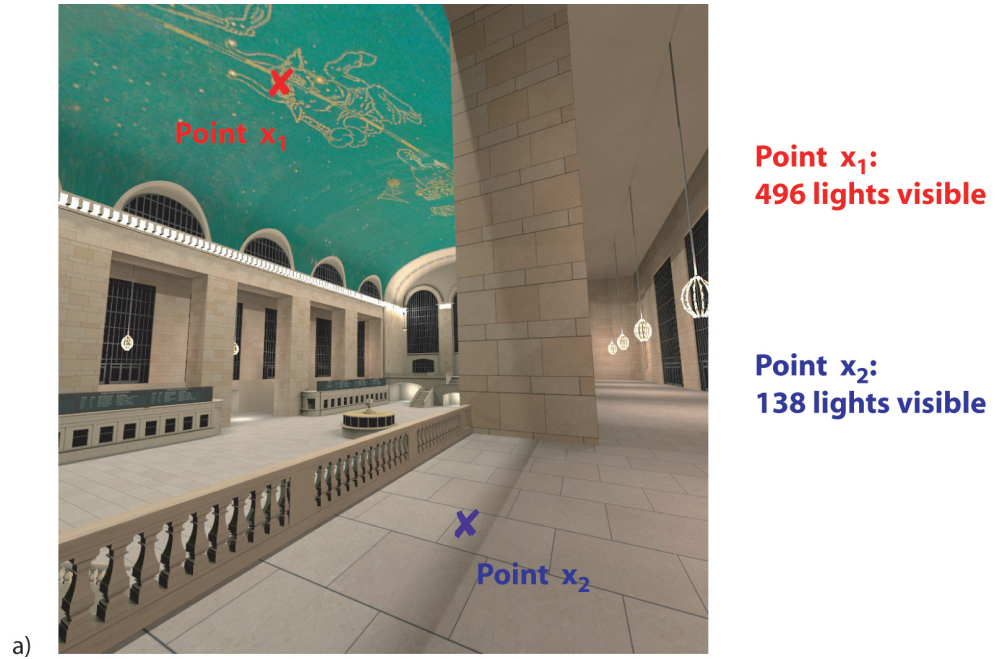 Point x₁
Point x₁:
496 lights visible
Point x₂:
138 lights visible
Point x₂
a)